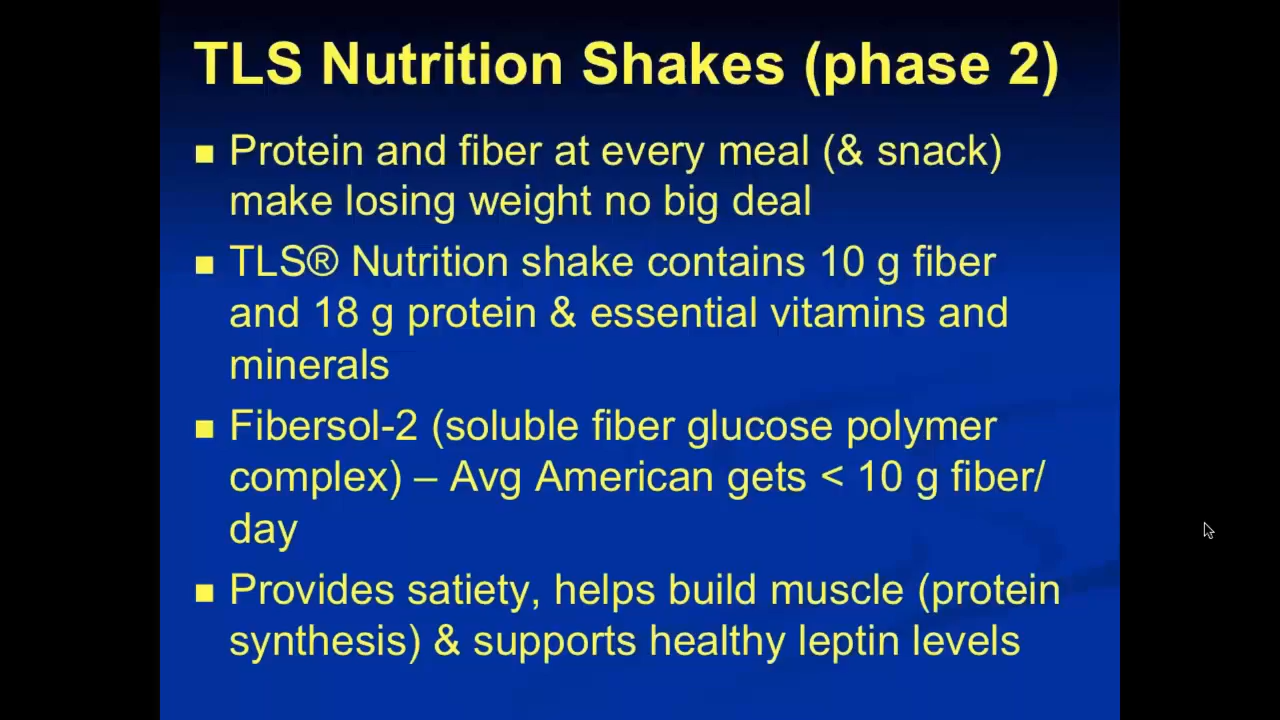 TLS Nutrition Shakes (phase 2)
■ Protein and fiber at every meal (& snack)
make losing weight no big deal
■ TLS® Nutrition shake contains 10 g fiber
and 18 g protein & essential vitamins and
minerals
■ Fibersol-2 (soluble fiber glucose polymer
complex) – Avg American gets < 10 g fiber/
day
■ Provides satiety, helps build muscle (protein
synthesis) & supports healthy leptin levels